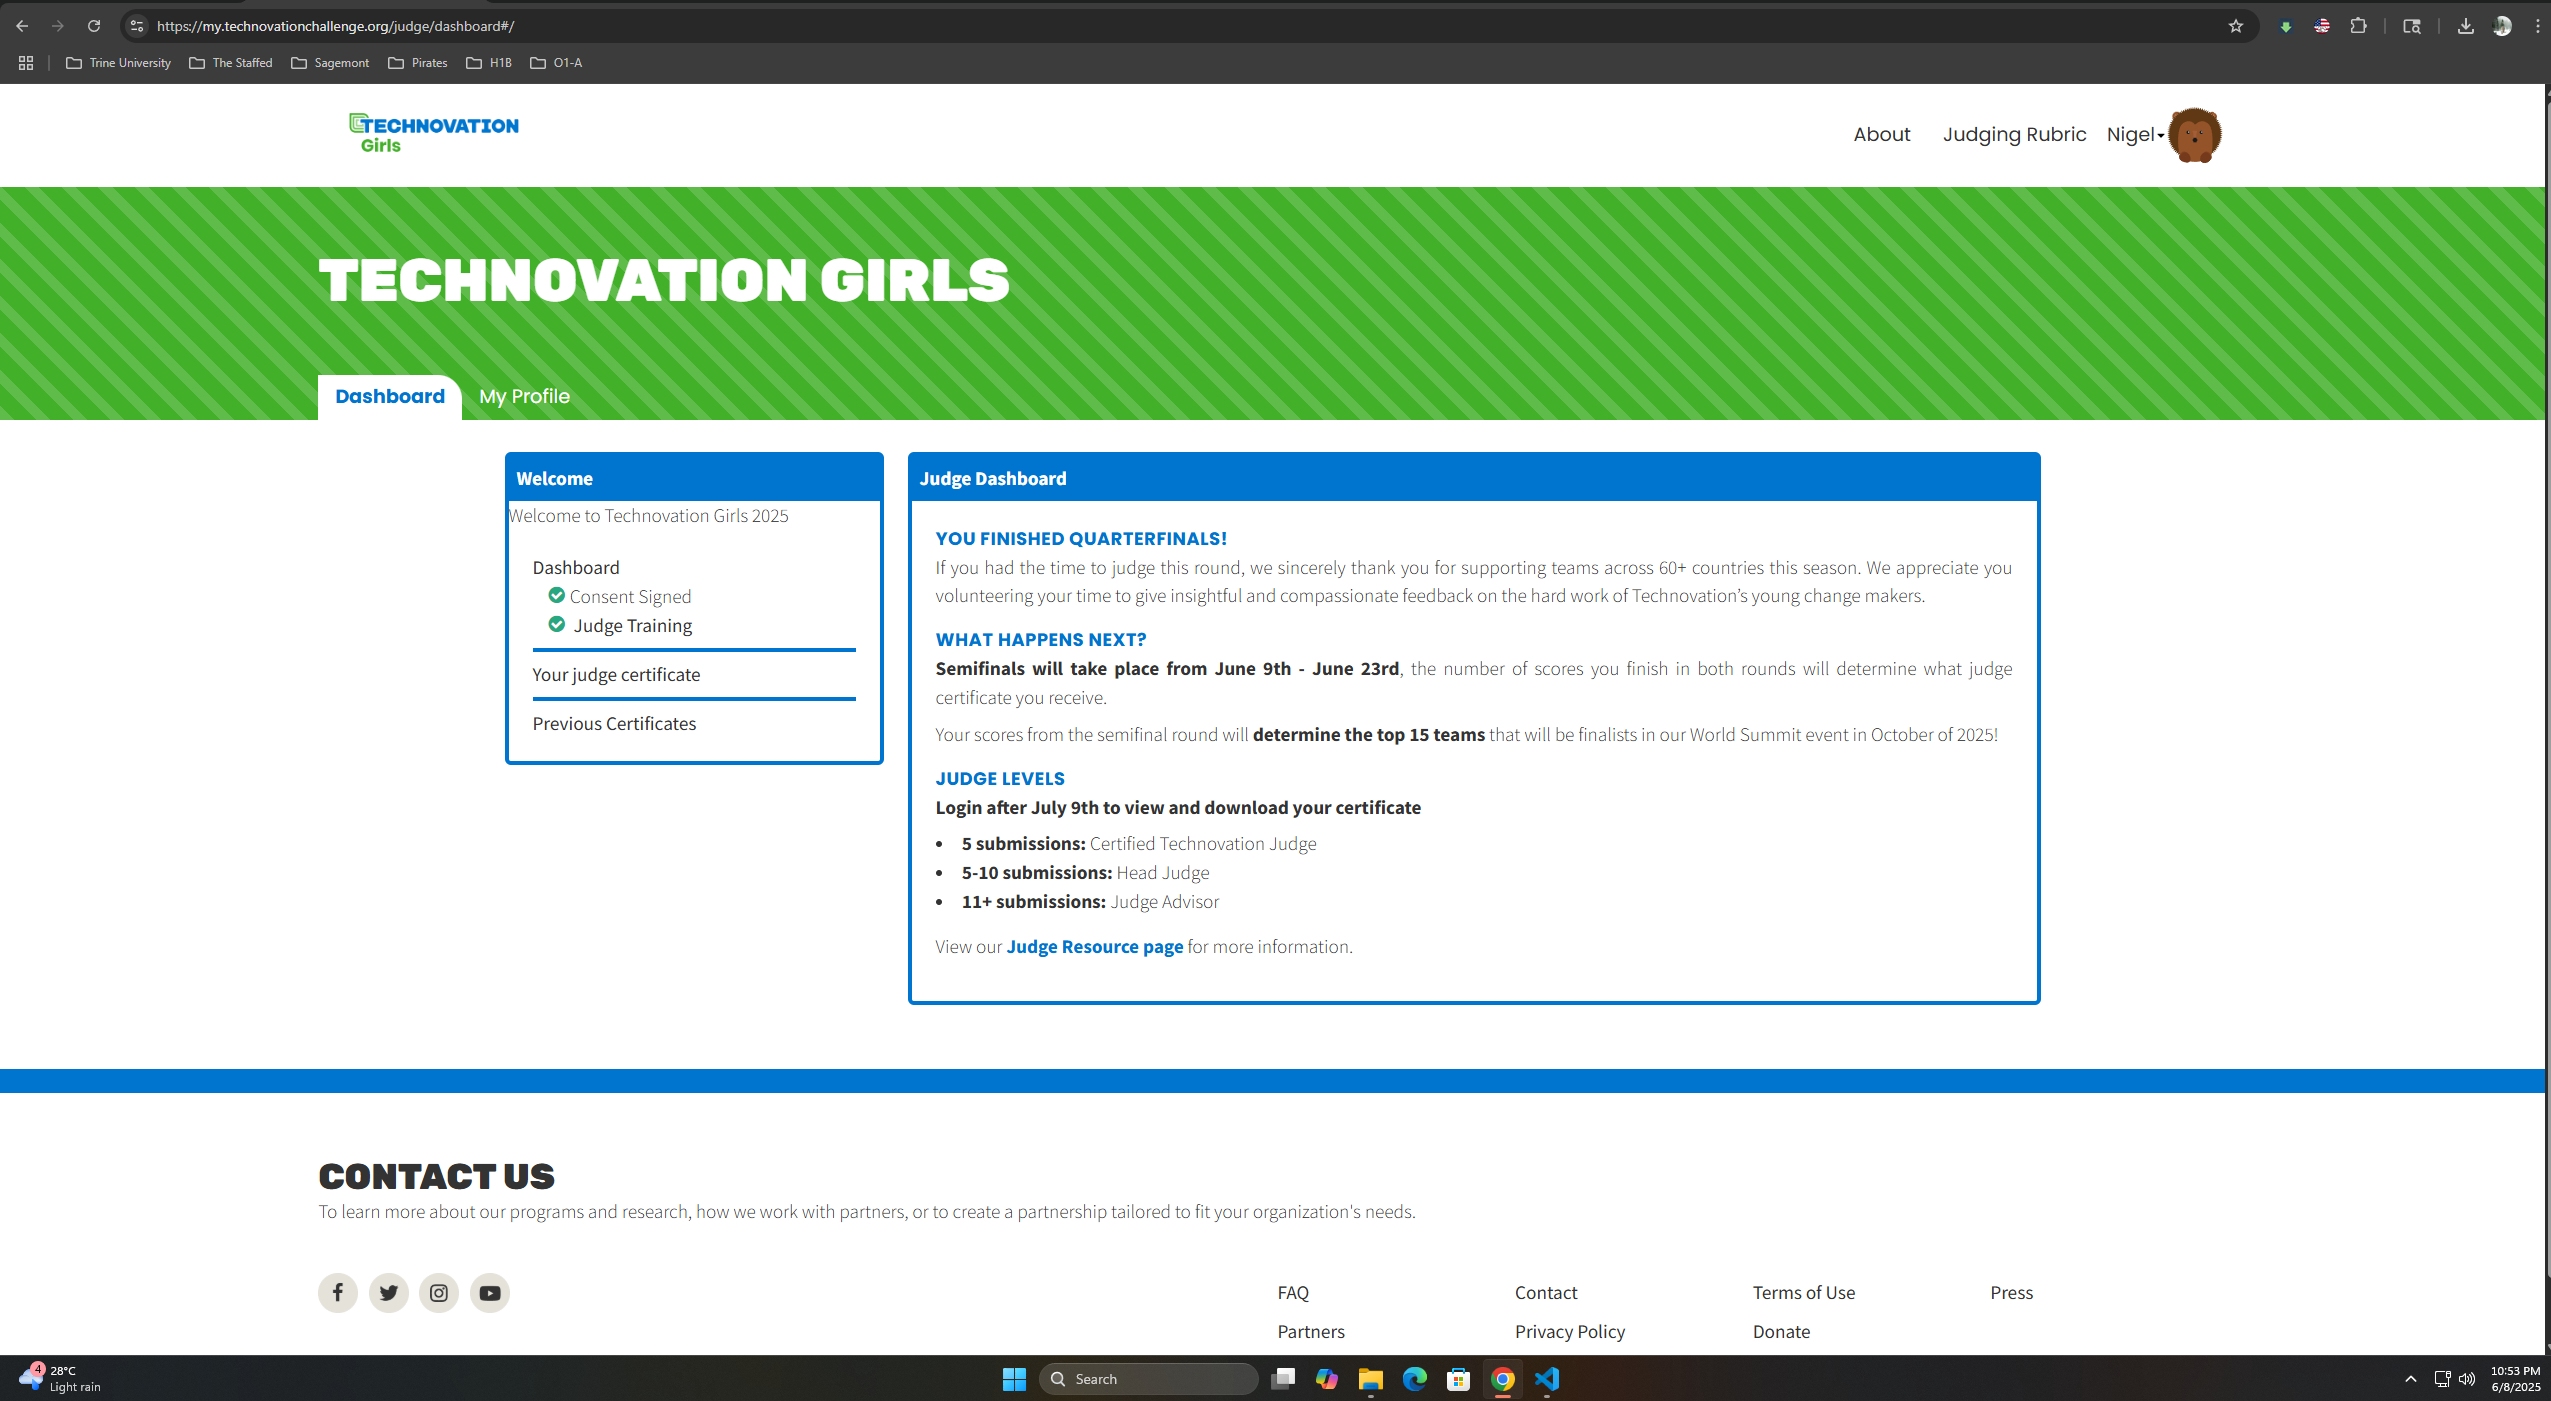 https://my.technovationchallenge.org/judge/dashboard#/
Trine University
The Staffed
Sagemont
Pirates
H1B
O1-A
TECHNOVATION
Girls
About
Judging Rubric
Nigel
TECHNOVATION GIRLS
Dashboard
My Profile
Welcome
Welcome to Technovation Girls 2025
Dashboard
Consent Signed
Judge Training
Your judge certificate
Previous Certificates
Judge Dashboard
YOU FINISHED QUARTERFINALS!
If you had the time to judge this round, we sincerely thank you for supporting teams across 60+ countries this season. We appreciate you
volunteering your time to give insightful and compassionate feedback on the hard work of Technovation’s young change makers.
WHAT HAPPENS NEXT?
Semifinals will take place from June 9th - June 23rd, the number of scores you finish in both rounds will determine what judge
certificate you receive.
Your scores from the semifinal round will determine the top 15 teams that will be finalists in our World Summit event in October of 2025!
JUDGE LEVELS
Login after July 9th to view and download your certificate
• 5 submissions: Certified Technovation Judge
• 5-10 submissions: Head Judge
• 11+ submissions: Judge Advisor
View our Judge Resource page for more information.
CONTACT US
To learn more about our programs and research, how we work with partners, or to create a partnership tailored to fit your organization's needs.
FAQ
Contact
Terms of Use
Press
Partners
Privacy Policy
Donate
4
28°C
Light rain
Search
10:53 PM
6/8/2025